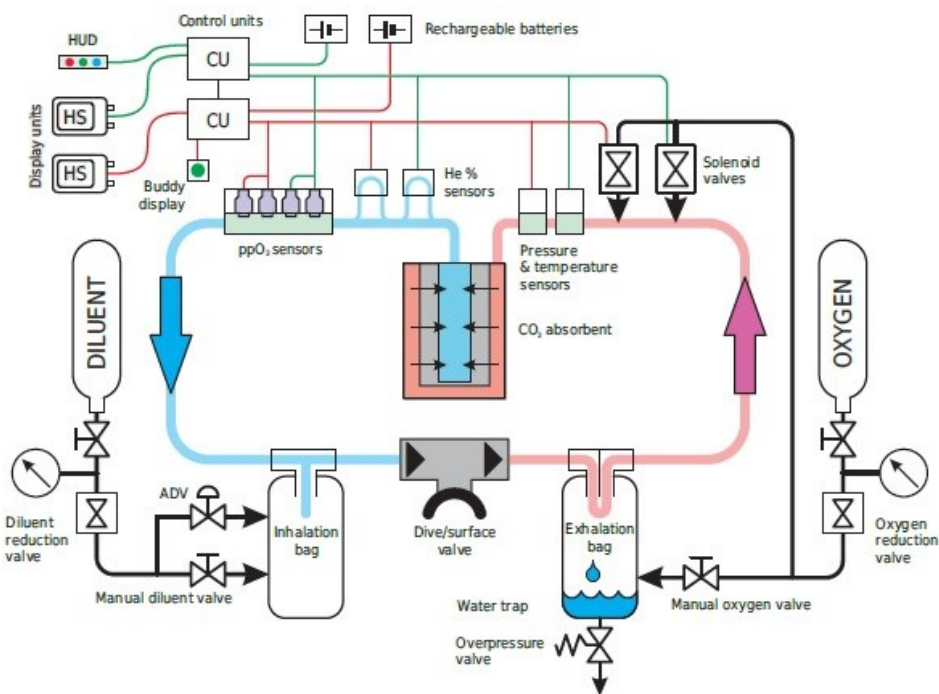 Control units
HUD
CU
Rechargeable batteries
Display units
HS
CU
HS
Buddy
display
He %
sensors
Solenoid
valves
ppO₂ sensors
Pressure
& temperature
sensors
DILUENT
OXYGEN
CO₂ absorbent
ADV
Diluent
reduction
valve
Inhalation
bag
Dive/surface
valve
Exhalation
bag
Oxygen
reduction
valve
Manual diluent valve
Manual oxygen valve
Water trap
Overpressure
valve